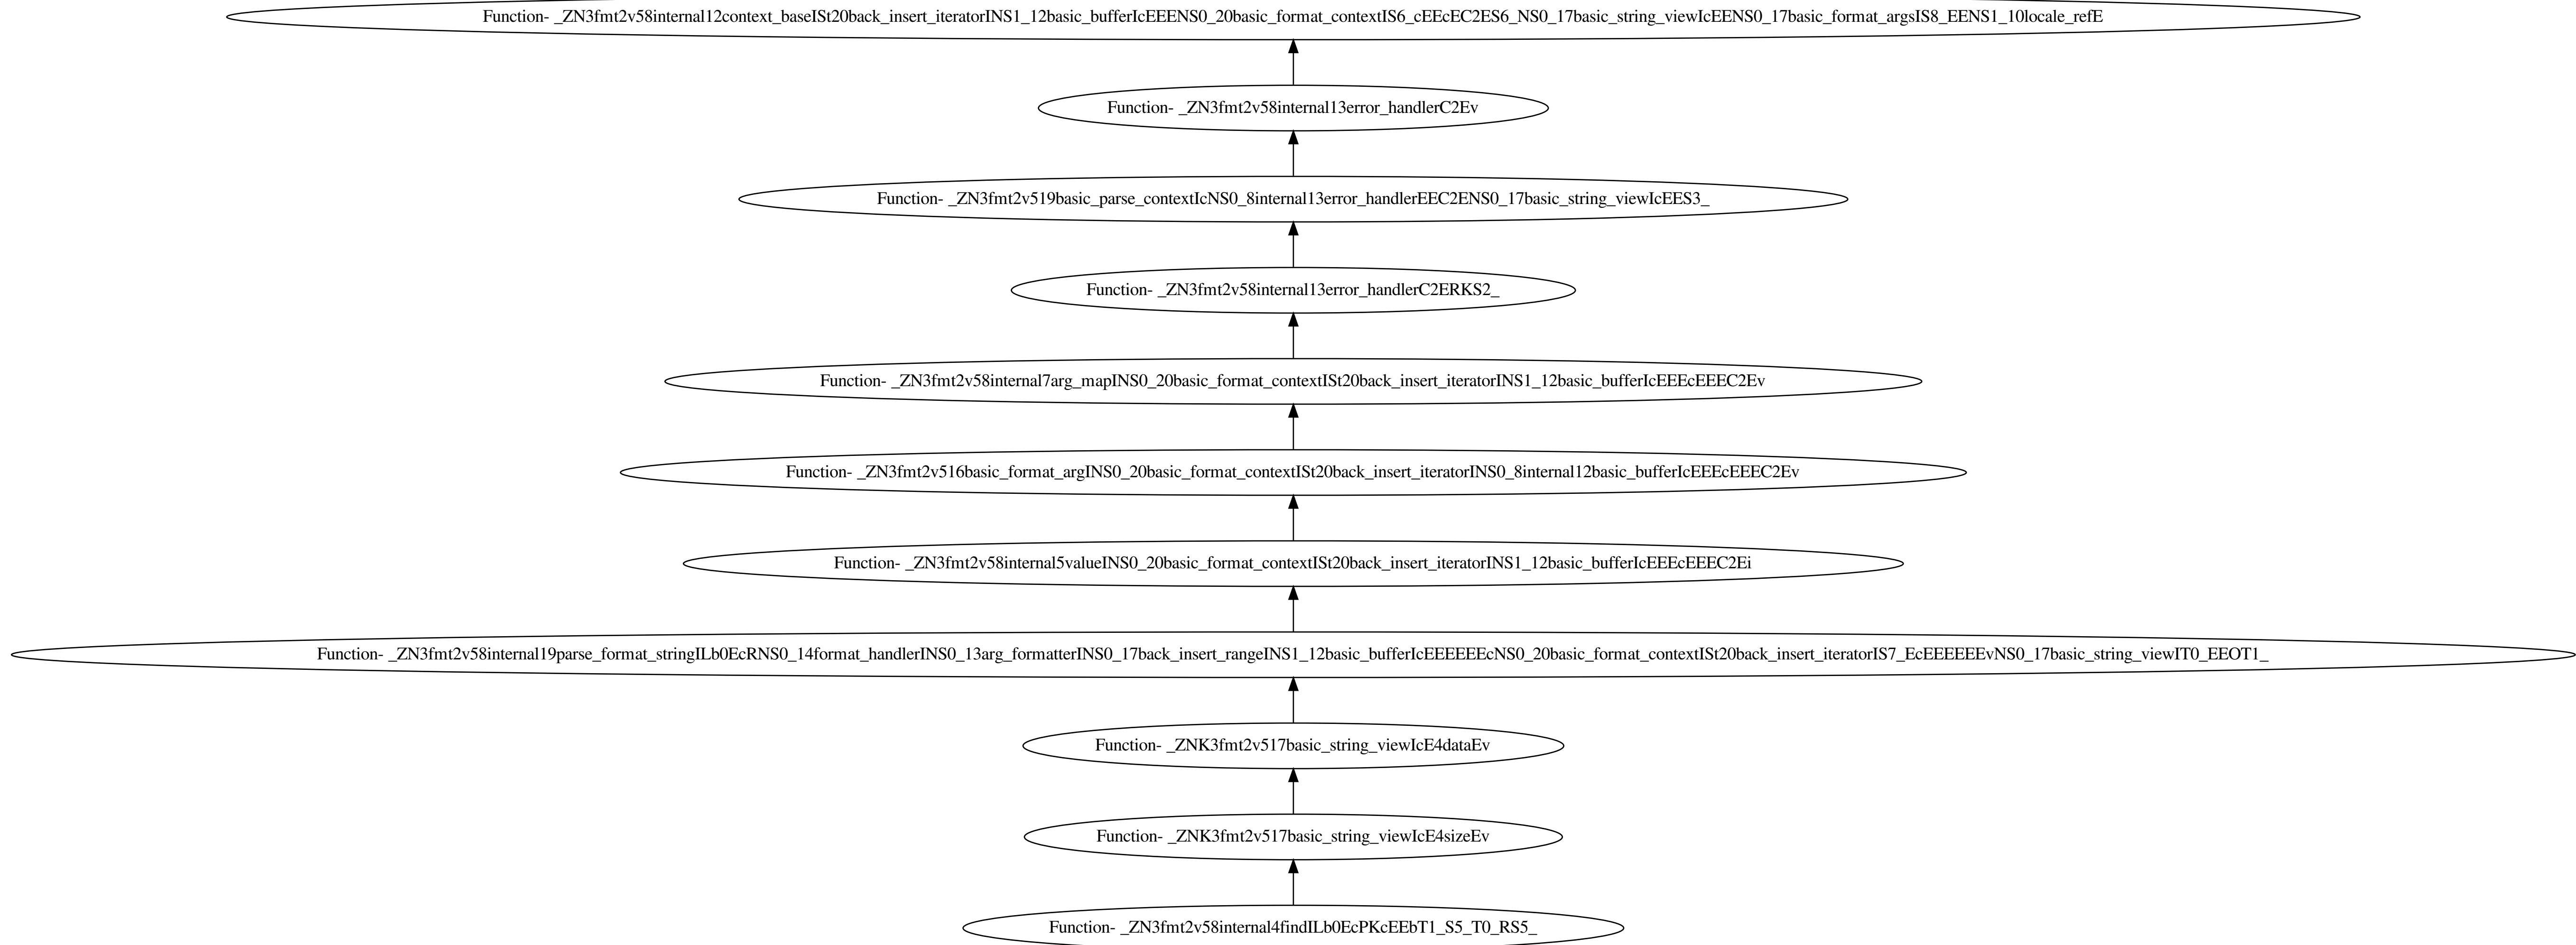 Function- _ZN3fmt2v58internal12context_baseISt20back_insert_iteratorINS1_12basic_bufferIcEEENS0_20basic_format_contextIS6_cEEcEC2ES6_NS0_17basic_string_viewIcEENS0_17basic_format_argsIS8_EENS1_10locale_refE
Function- _ZN3fmt2v58internal13error_handlerC2Ev
Function- _ZN3fmt2v519basic_parse_contextIcNS0_8internal13error_handlerEEC2ENS0_17basic_string_viewIcEES3_
Function- _ZN3fmt2v58internal13error_handlerC2ERKS2_
Function- _ZN3fmt2v58internal7arg_mapINS0_20basic_format_contextISt20back_insert_iteratorINS1_12basic_bufferIcEEEcEEEC2Ev
Function- _ZN3fmt2v516basic_format_argINS0_20basic_format_contextISt20back_insert_iteratorINS0_8internal12basic_bufferIcEEEcEEEC2Ev
Function- _ZN3fmt2v58internal5valueINS0_20basic_format_contextISt20back_insert_iteratorINS1_12basic_bufferIcEEEcEEEC2Ei
Function- _ZN3fmt2v58internal19parse_format_stringILb0EcRNS0_14format_handlerINS0_13arg_formatterINS0_17back_insert_rangeINS1_12basic_bufferIcEEEEEEcNS0_20basic_format_contextISt20back_insert_iteratorIS7_EcEEEEEEvNS0_17basic_string_viewIT0_EEOT1_
Function- _ZNK3fmt2v517basic_string_viewIcE4dataEv
Function- _ZNK3fmt2v517basic_string_viewIcE4sizeEv
Function- _ZN3fmt2v58internal4findILb0EcPKcEEbT1_S5_T0_RS5_